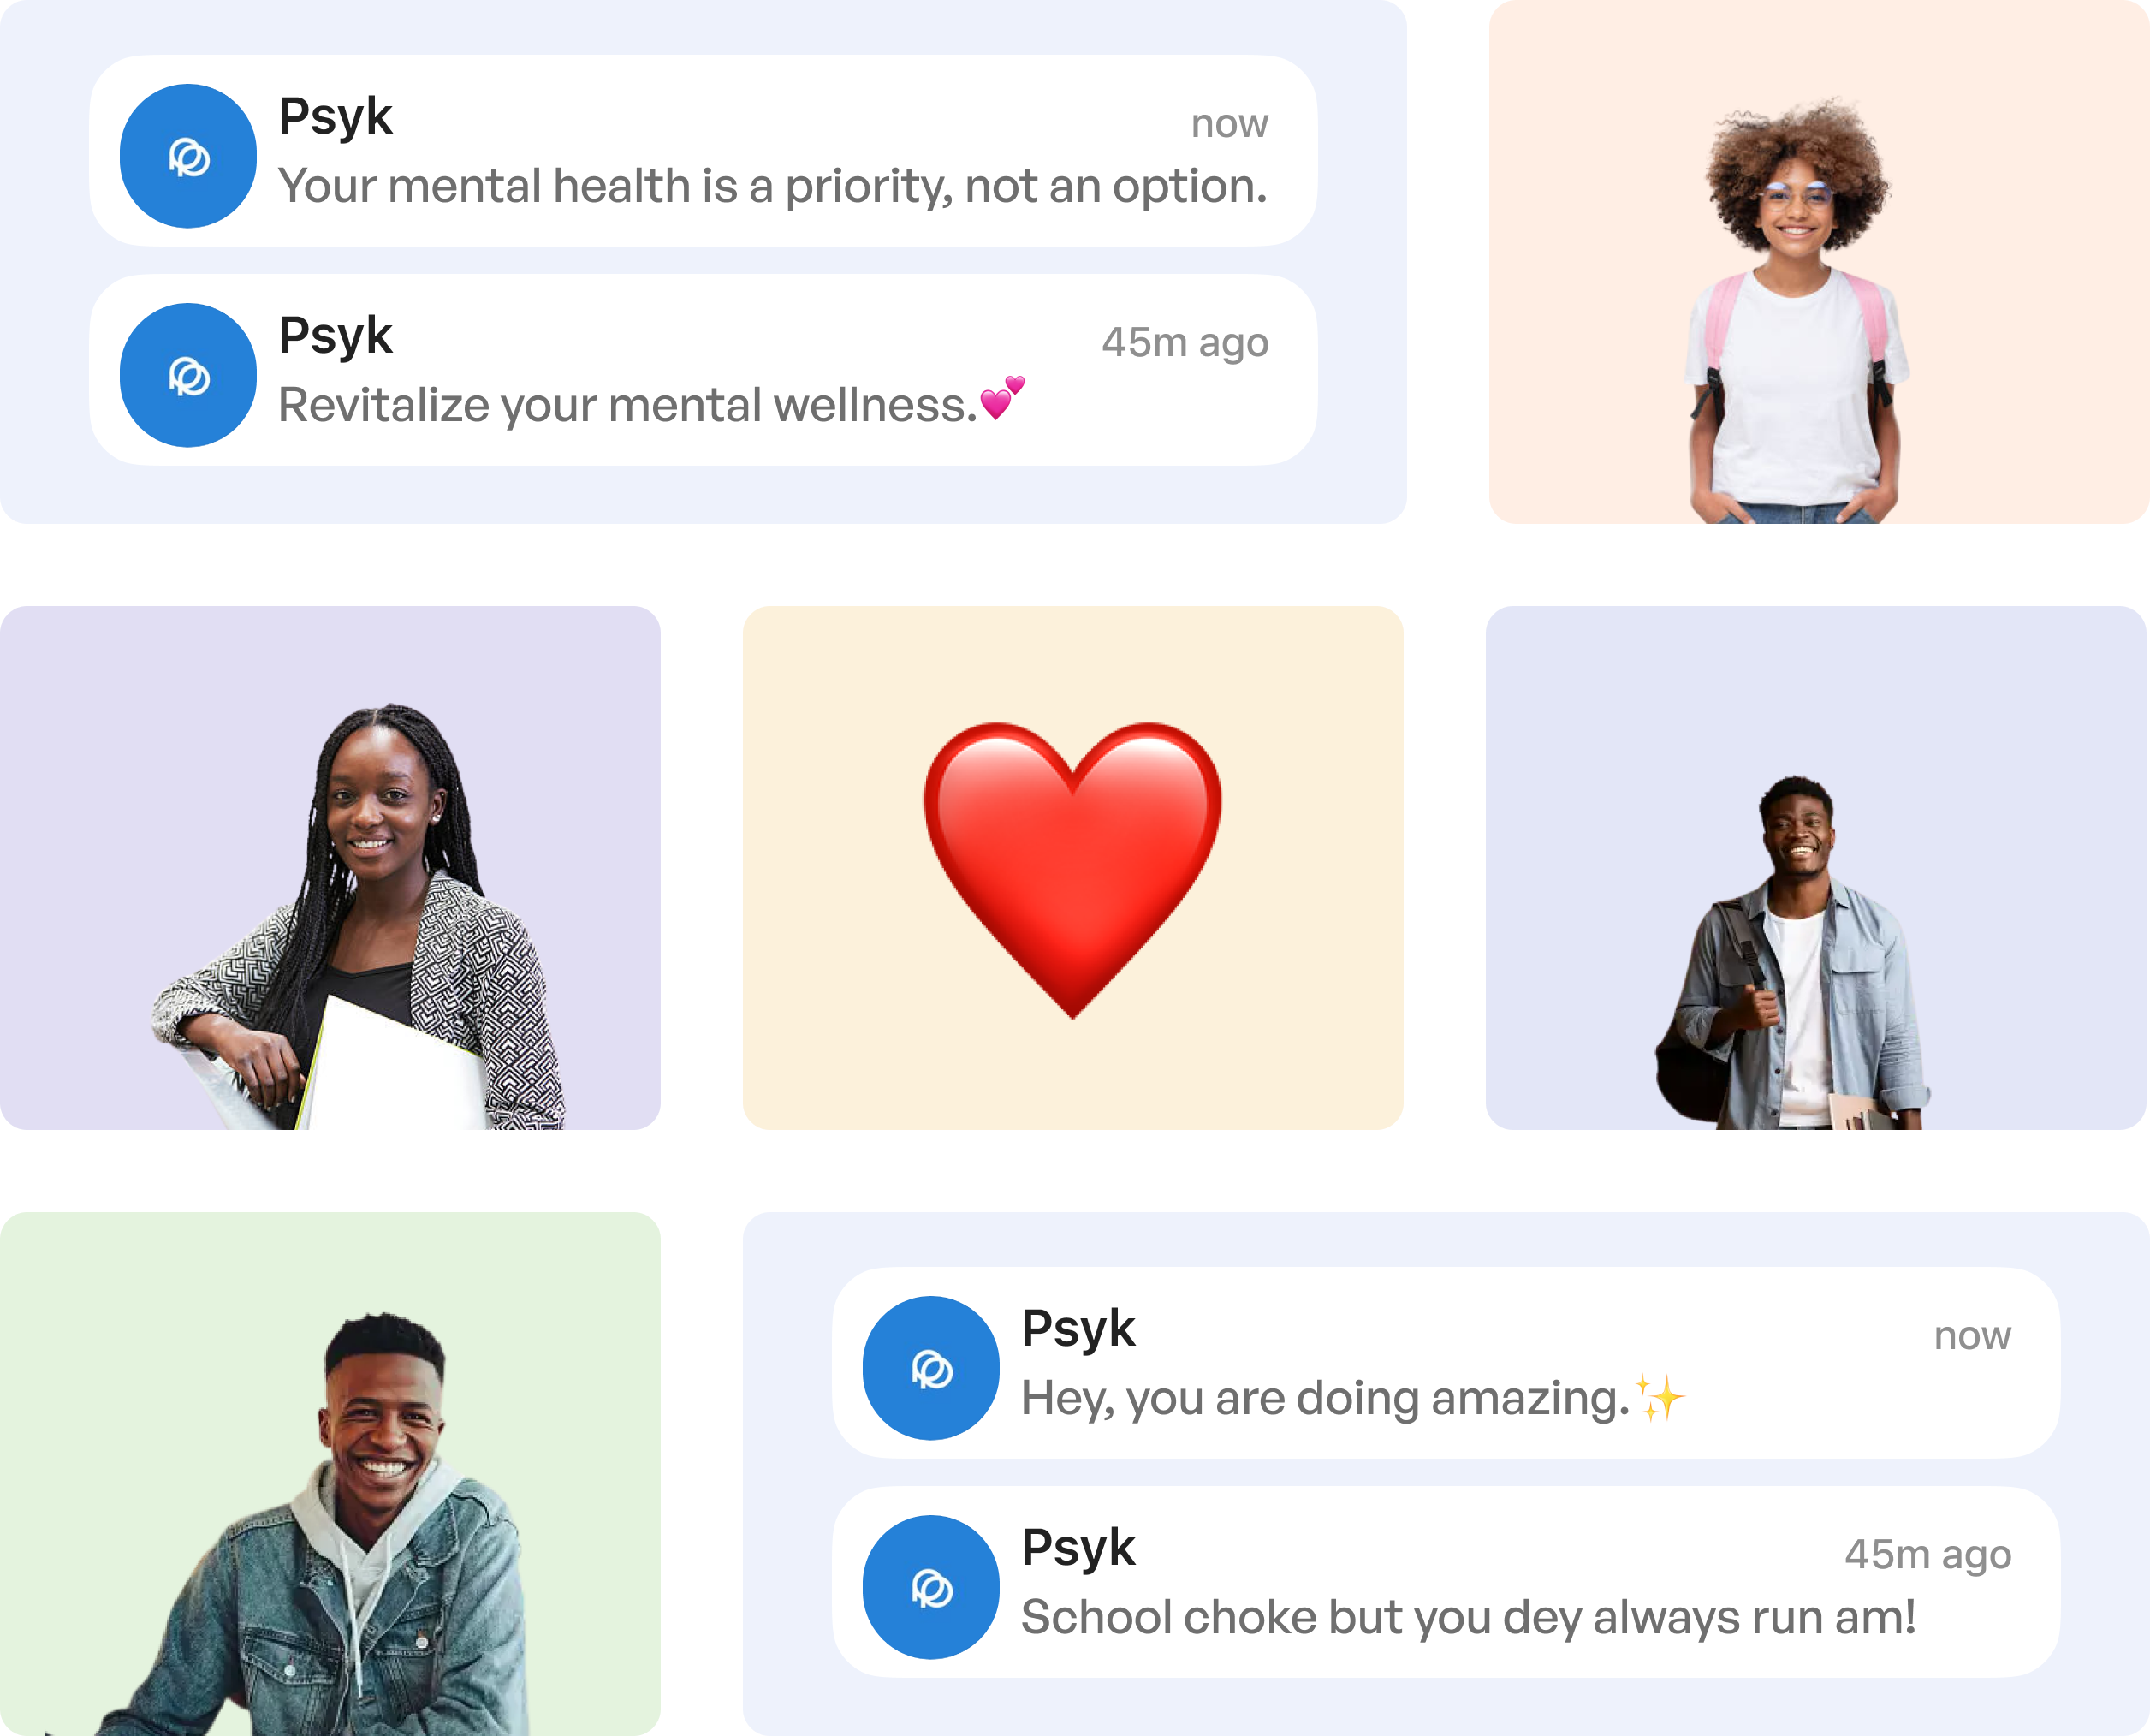 Psyk
now
Your mental health is a priority, not an option.
Psyk
45m ago
Revitalize your mental wellness.💕
Psyk
now
Hey, you are doing amazing.✨
Psyk
45m ago
School choke but you dey always run am!